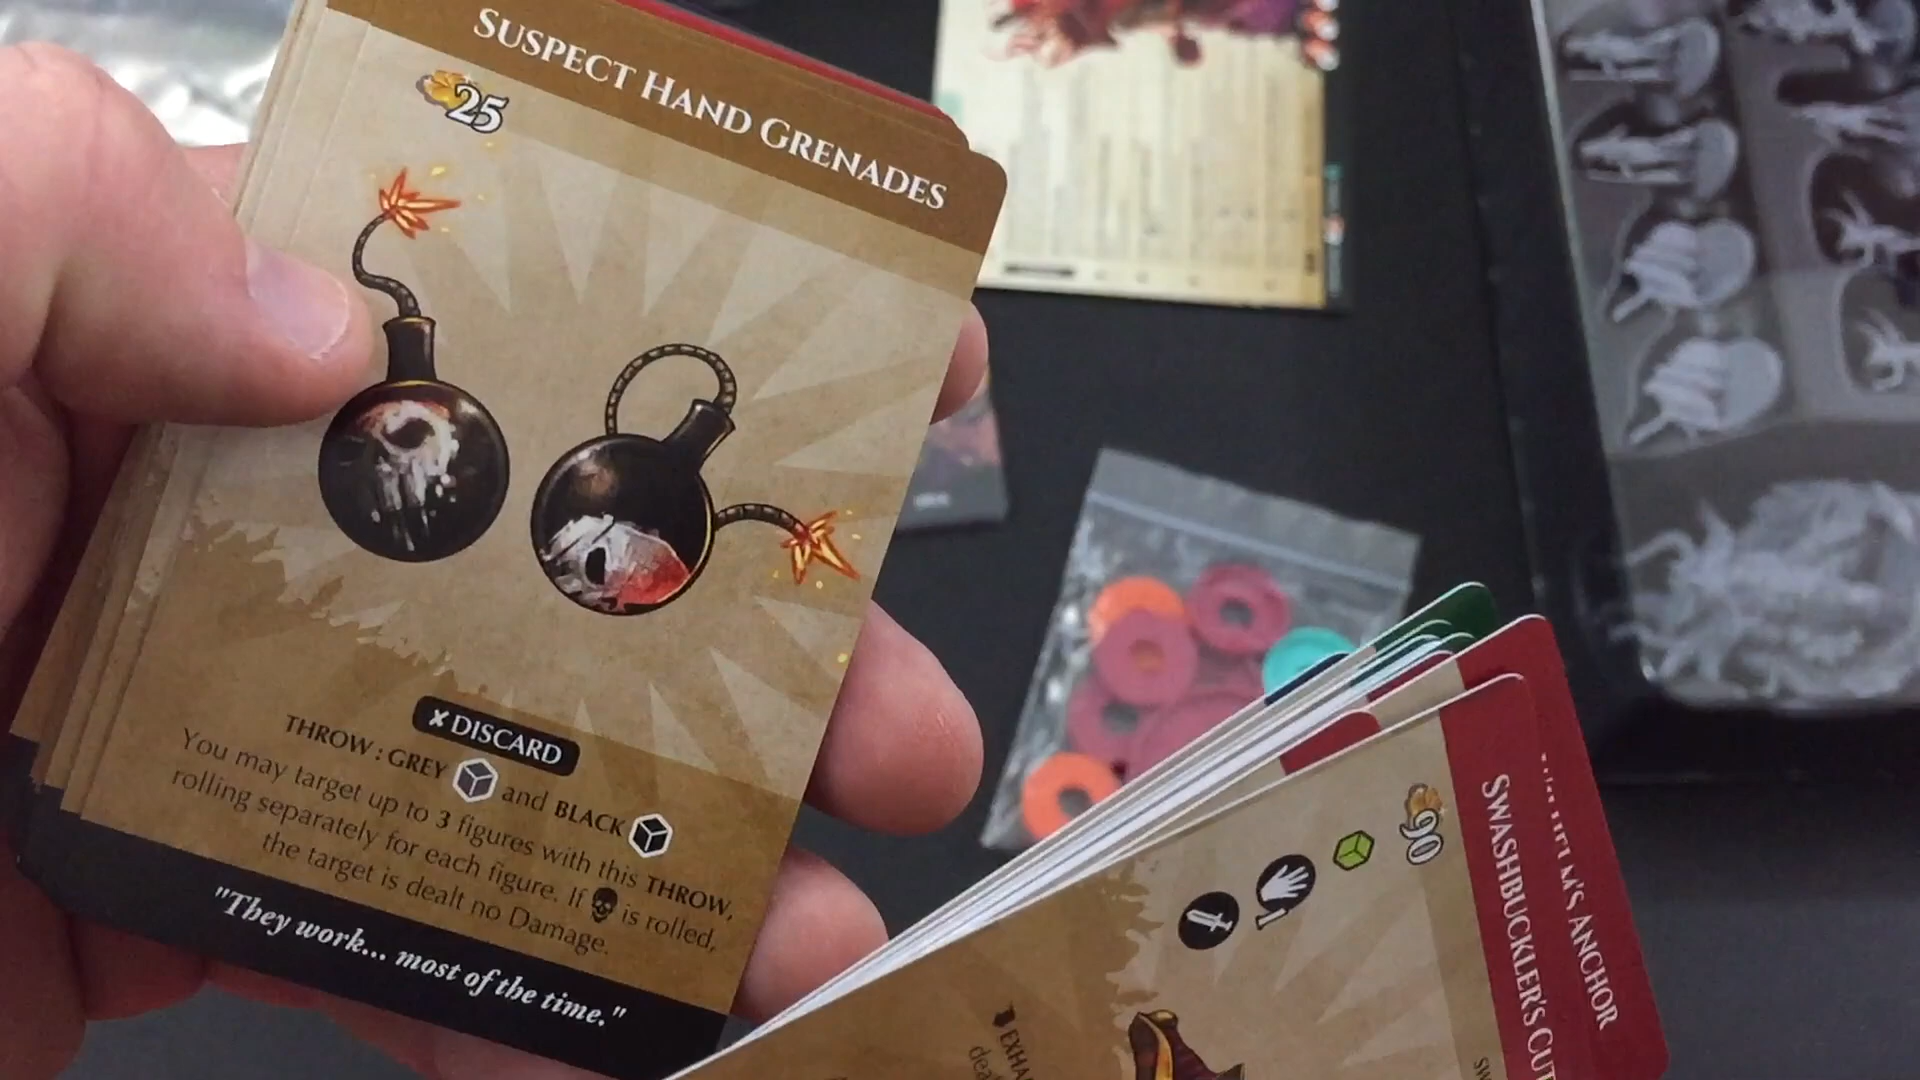 SUSPECT HAND GRENADES
25
✘ DISCARD
THROW : GREY and BLACK
You may target up to 3 figures with this THROW,
rolling separately for each figure. If is rolled,
the target is dealt no Damage.
"They work... most of the time."
ANCHOR
SWASHBUCKLER'S
90